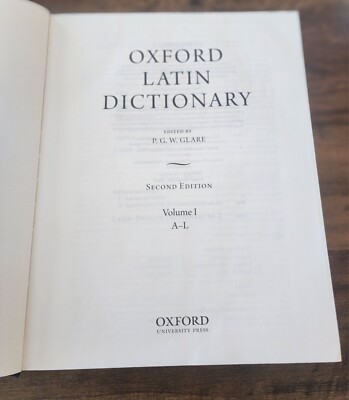 OXFORD
LATIN
DICTIONARY
EDITED BY
P. G. W. GLARE
SECOND EDITION
Volume I
A–L
OXFORD
UNIVERSITY PRESS